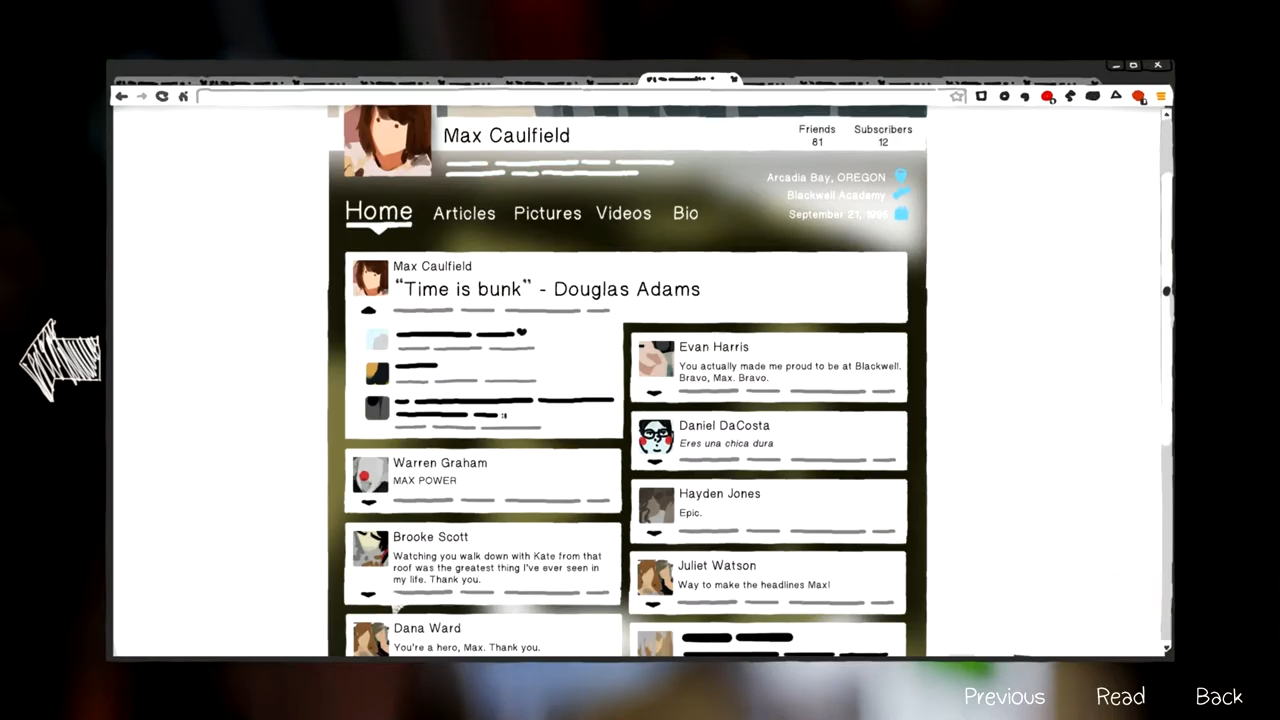 Max Caulfield
Friends
81
Subscribers
12
Arcadia Bay, OREGON
Blackwell Academy
September 21, 1995
Home
Articles
Pictures
Videos
Bio
Max Caulfield
“Time is bunk” - Douglas Adams
Warren Graham
MAX POWER
Brooke Scott
Watching you walk down with Kate from that
roof was the greatest thing I've ever seen in
my life. Thank you.
Dana Ward
You're a hero, Max. Thank you.
Evan Harris
You actually made me proud to be at Blackwell.
Bravo, Max. Bravo.
Daniel DaCosta
Eres una chica dura
Hayden Jones
Epic.
Juliet Watson
Way to make the headlines Max!
Previous
Read
Back